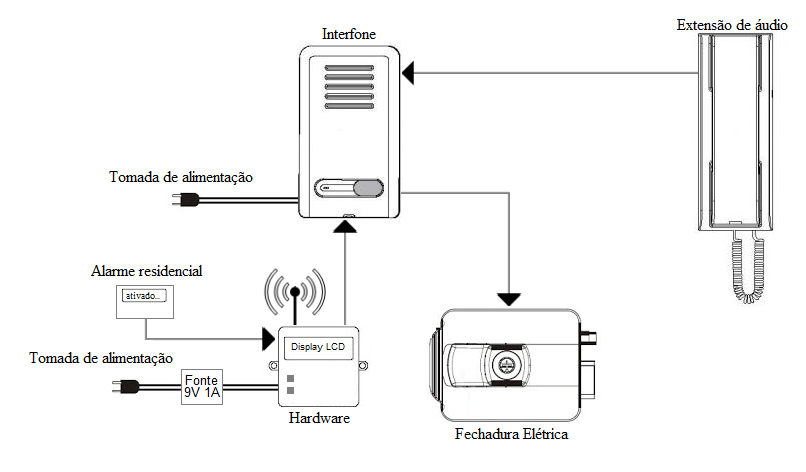 Interfone
Extensão de áudio
Tomada de alimentação
Alarme residencial
ativado...
Display LCD
Tomada de alimentação
Fonte
9V 1A
Hardware
Fechadura Elétrica